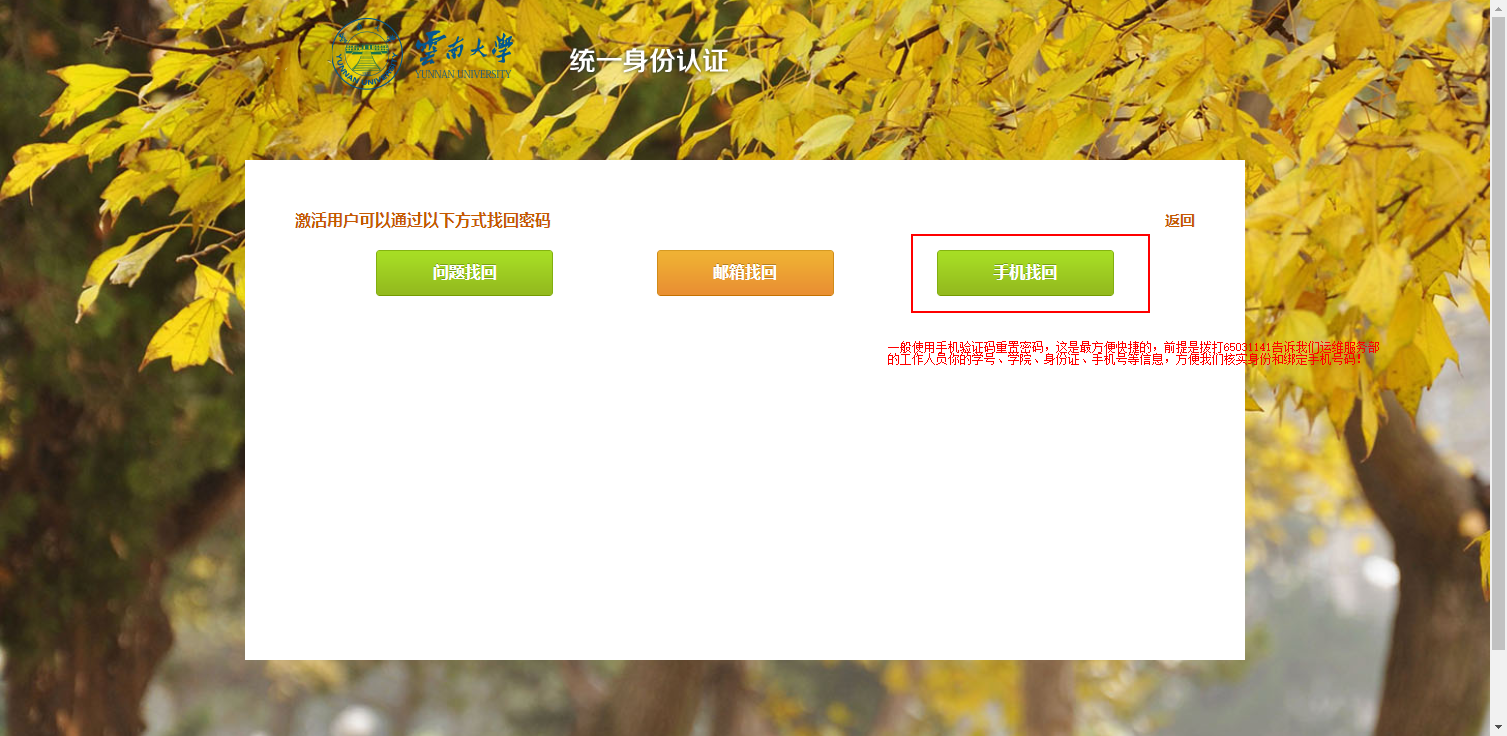 雲南大學
YUNNAN UNIVERSITY
统一身份认证
激活用户可以通过以下方式找回密码
返回
问题找回
邮箱找回
手机找回
一般使用手机验证码重置密码，这是最方便快捷的，前提是拨打65031141告诉我们运维服务部
的工作人员你的学号、学院、身份证、手机号等信息，方便我们核实身份和绑定手机号码！